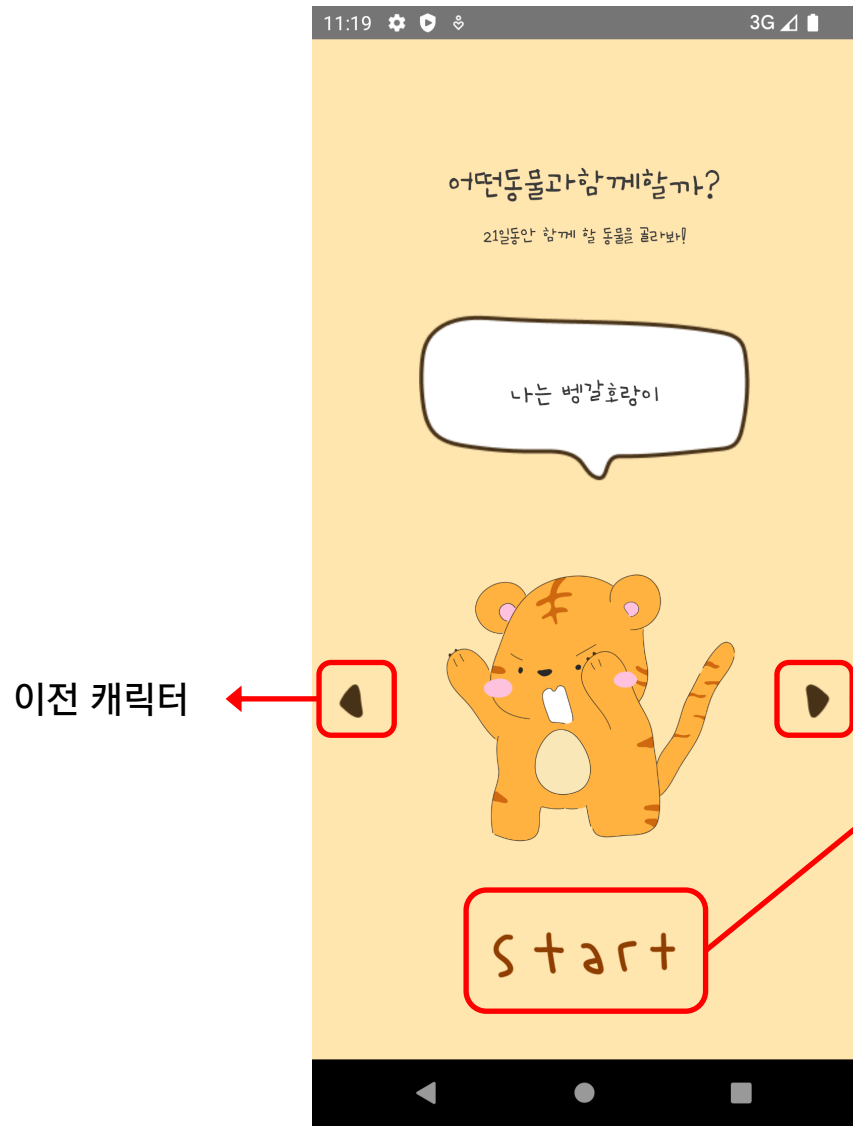 11:19
3G
어떤동물과함께할까?
21일동안 함께 할 동물을 골라봐!
나는 벵갈호랑이
이전 캐릭터
start